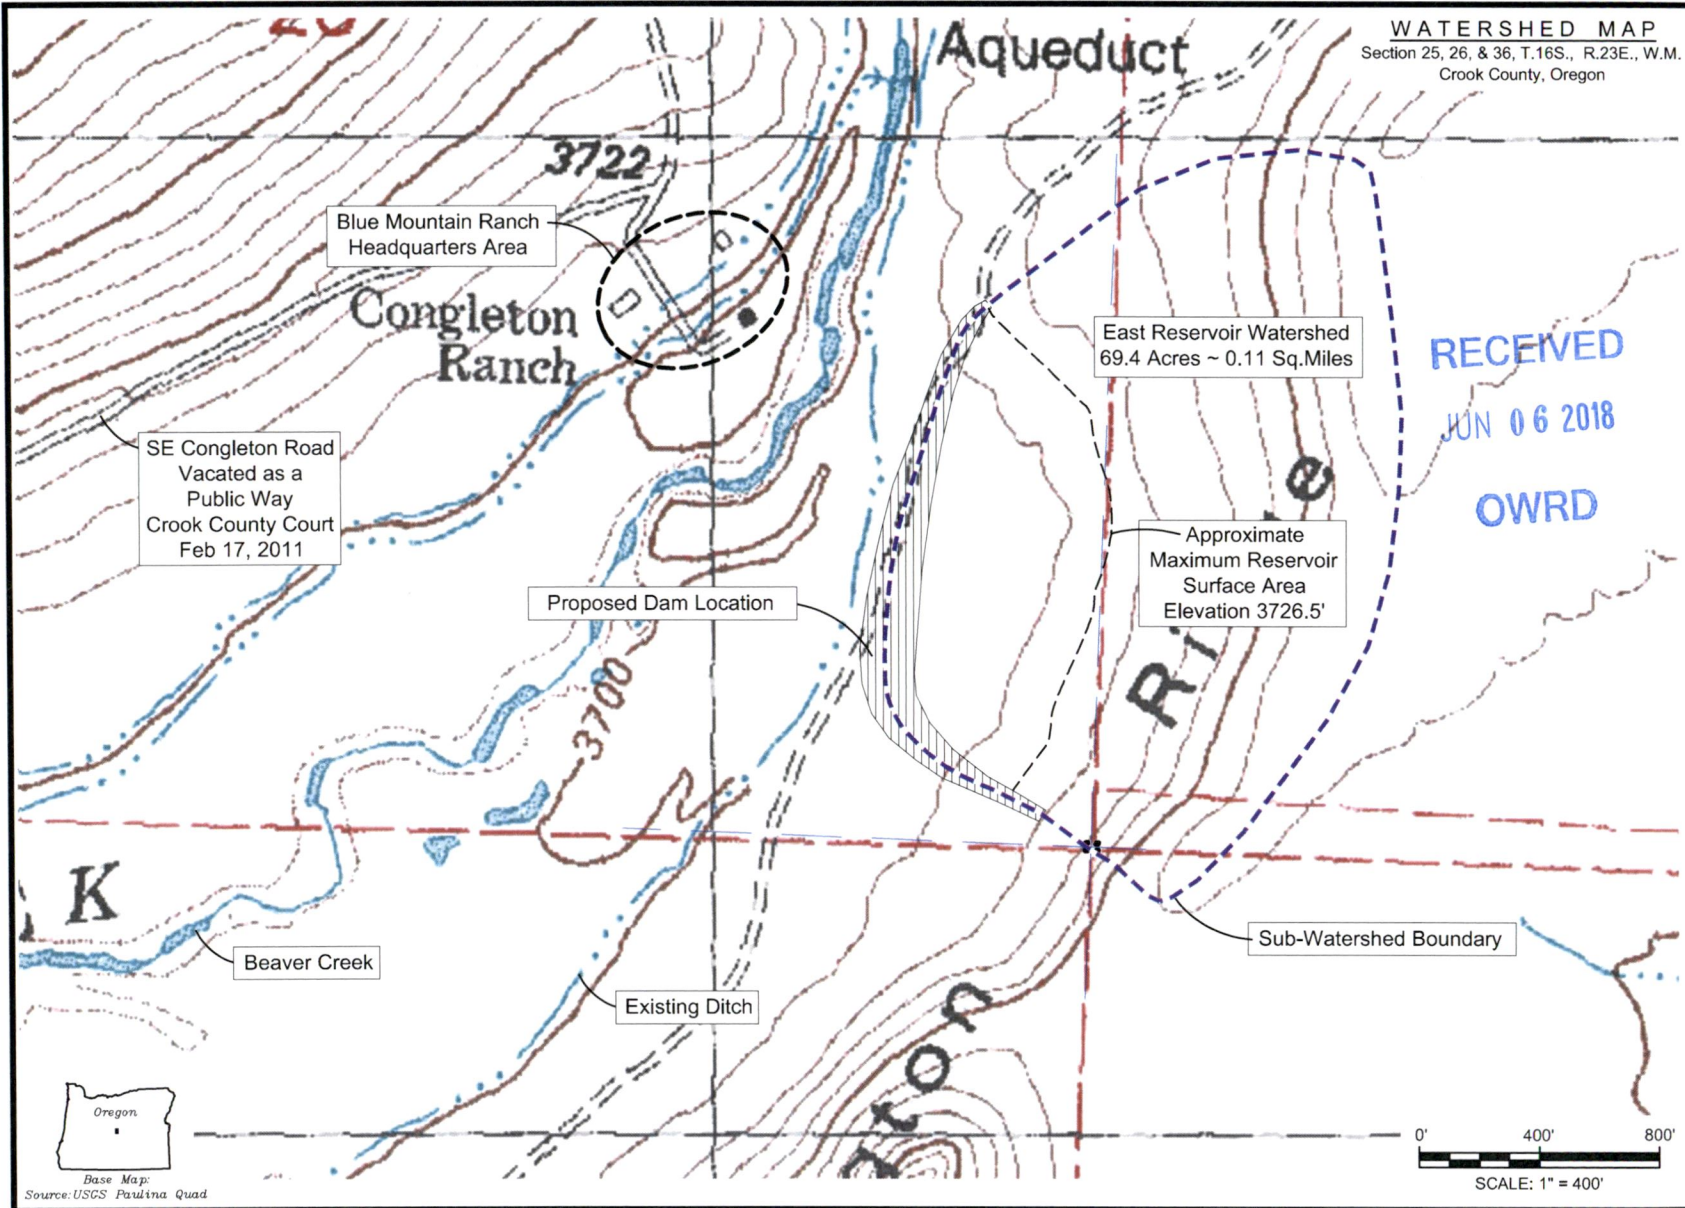 WATERSHED MAP
Section 25, 26, & 36, T.16S., R.23E., W.M.
Crook County, Oregon
Aqueduct
3722
Blue Mountain Ranch
Headquarters Area
Congleton
Ranch
East Reservoir Watershed
69.4 Acres ~ 0.11 Sq.Miles
RECEIVED
JUN 06 2018
OWRD
SE Congleton Road
Vacated as a
Public Way
Crook County Court
Feb 17, 2011
Approximate
Maximum Reservoir
Surface Area
Elevation 3726.5'
Proposed Dam Location
3700
K
Beaver Creek
Existing Ditch
Sub-Watershed Boundary
Oregon
Base Map:
Source: USGS Paulina Quad
0' 400' 800'
SCALE: 1" = 400'